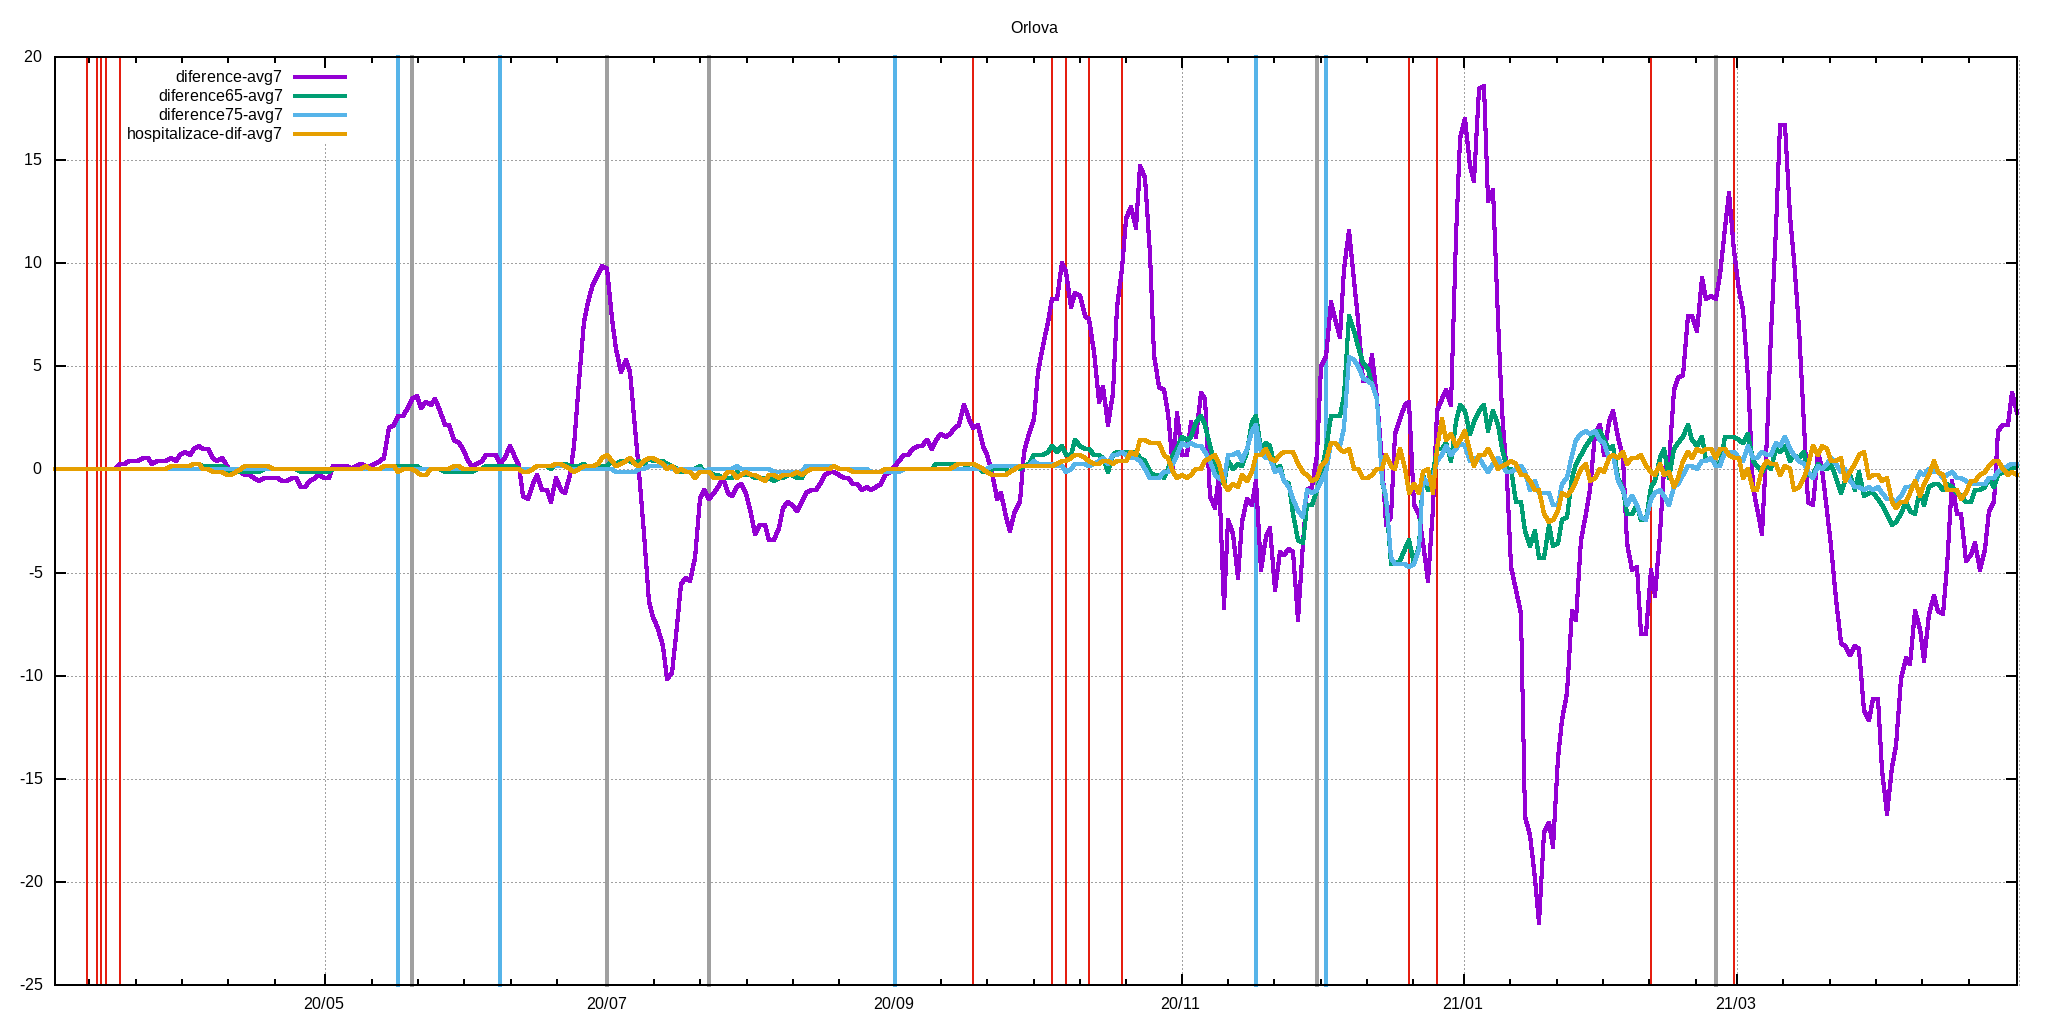 Orlova
diference-avg7
diference65-avg7
diference75-avg7
hospitalizace-dif-avg7
20
15
10
5
0
-5
-10
-15
-20
-25
20/05 20/07 20/09 20/11 21/01 21/03